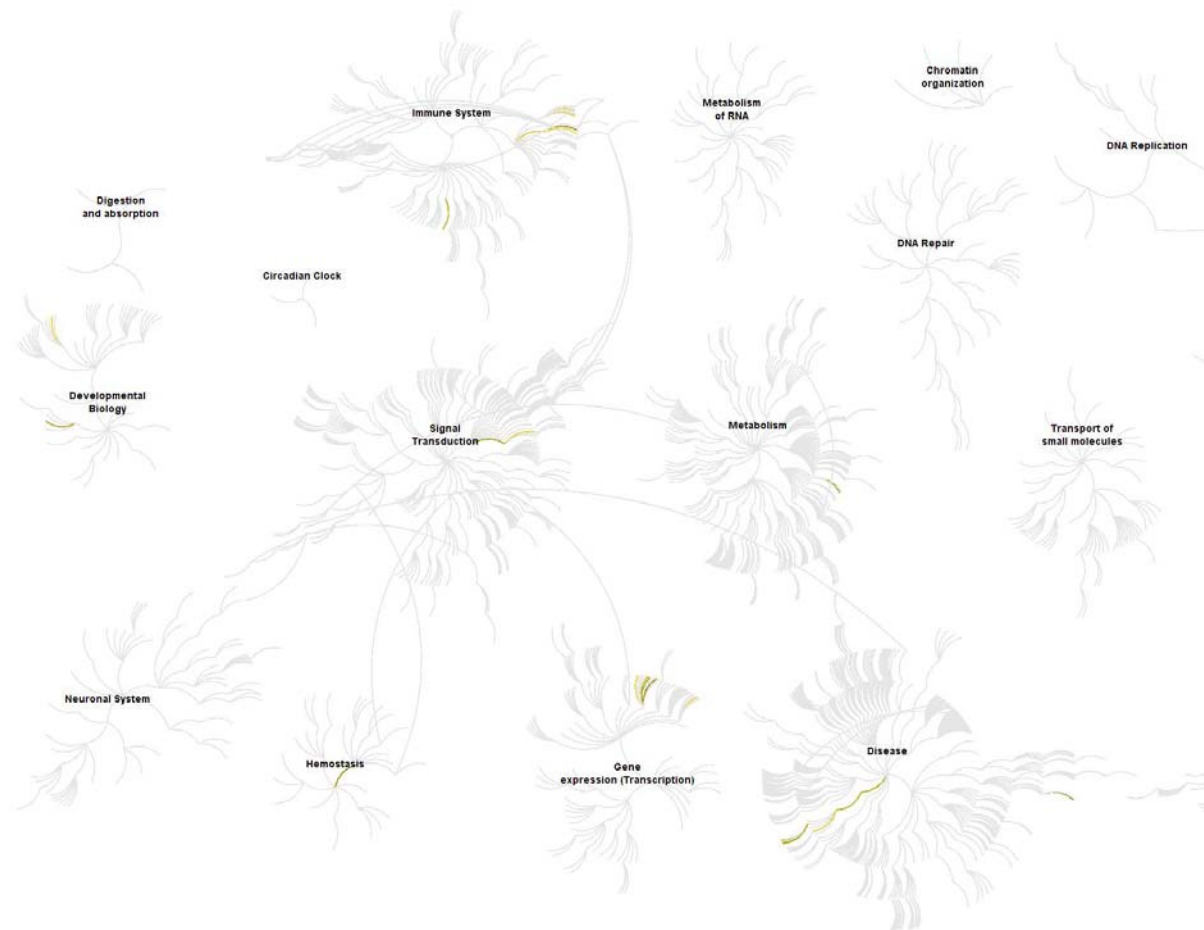 Chromatin
organization
Metabolism
of RNA
Immune System
DNA Replication
Digestion
and absorption
DNA Repair
Circadian Clock
Developmental
Biology
Signal
Transduction
Metabolism
Transport of
small molecules
Neuronal System
Hemostasis
Gene
expression (Transcription)
Disease